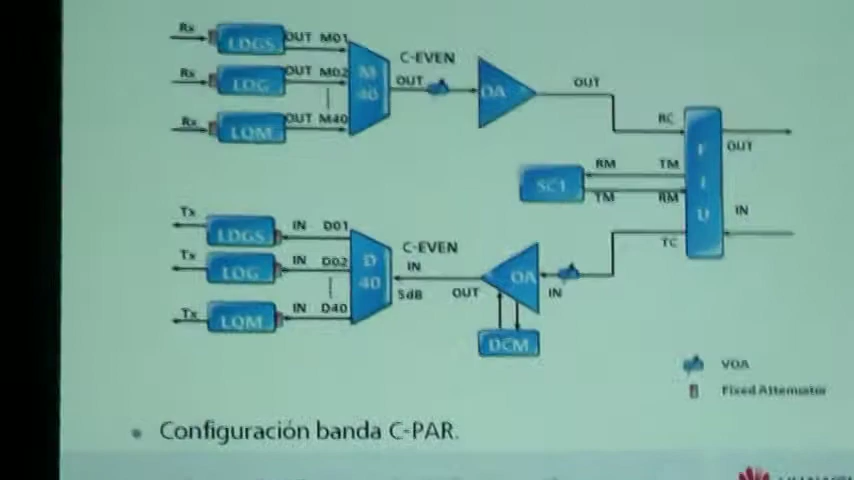 Rx LDGS OUT M01
C-EVEN
Rx LOG OUT M02 M 40 OUT OA OUT
Rx LQM OUT M40
RC
F I U
OUT
RM TM
SC1
TM RM
IN
TC
Tx LDGS IN D01
C-EVEN
Tx LOG IN D02 D 40 IN OA
5dB OUT IN
Tx LQM IN D40
DCM
VOA
Fixed Attenuator
• Configuración banda C-PAR.